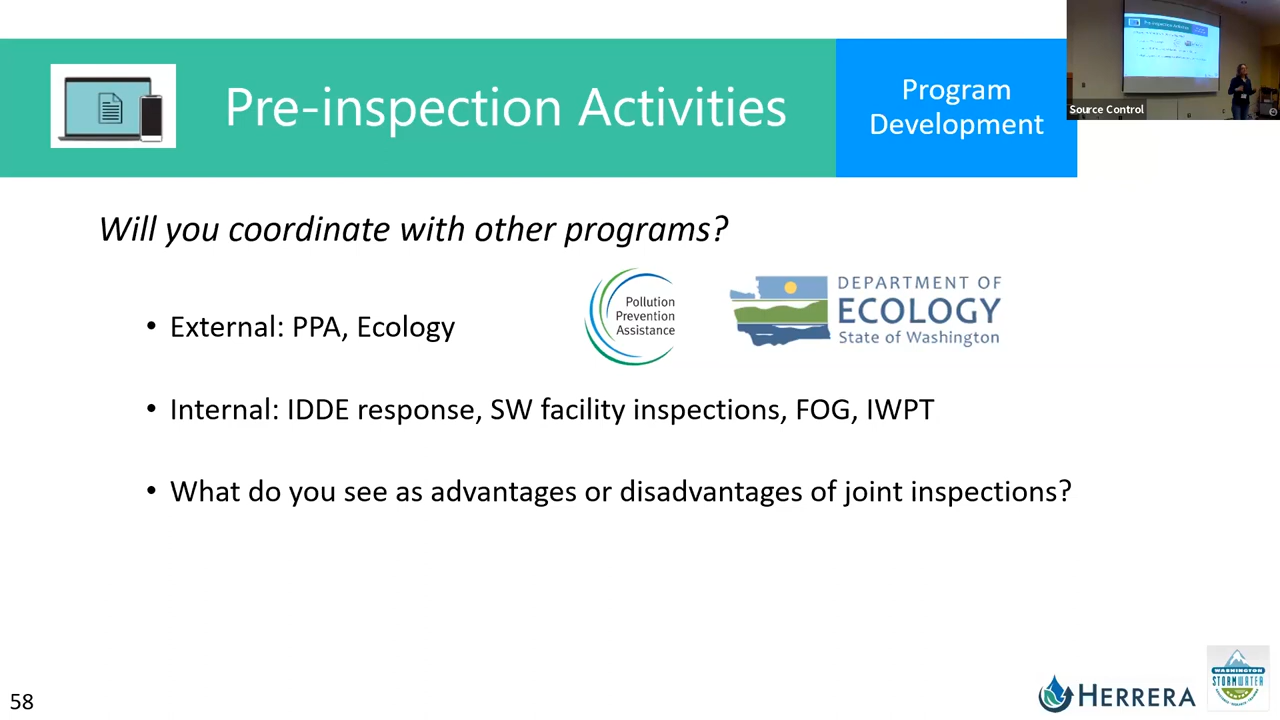 Pre-inspection Activities
Program
Development
Source Control
Will you coordinate with other programs?
• External: PPA, Ecology
Pollution
Prevention
Assistance
DEPARTMENT OF
ECOLOGY
State of Washington
• Internal: IDDE response, SW facility inspections, FOG, IWPT
• What do you see as advantages or disadvantages of joint inspections?
58
HERRERA
WASHINGTON
STORMWATER